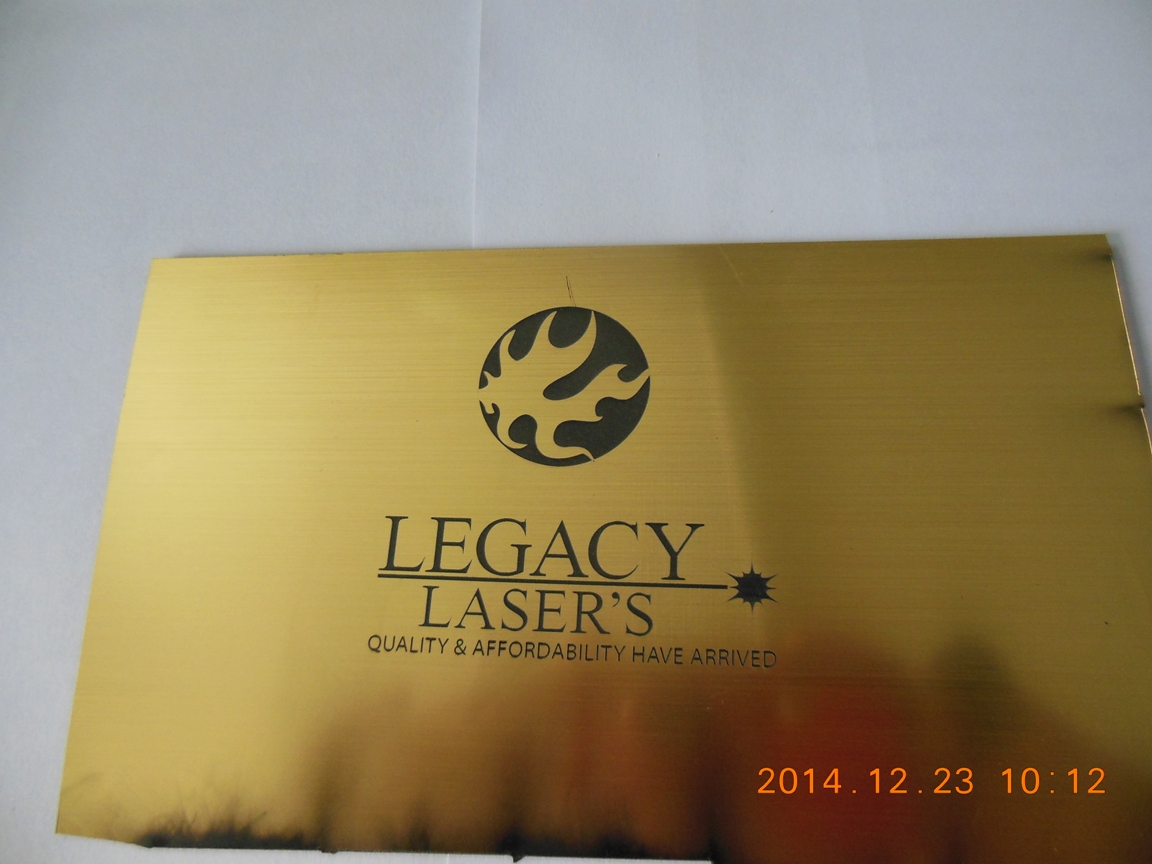 LEGACY
LASER'S
QUALITY & AFFORDABILITY HAVE ARRIVED
2014.12.23 10:12